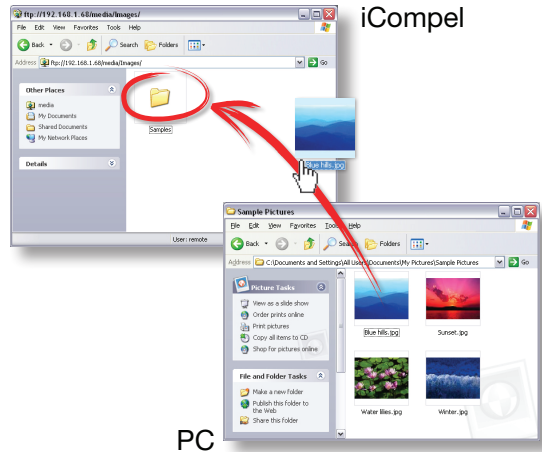 ftp://192.168.1.68/media/Images/
iCompel
File Edit View Favorites Tools Help
Back Search Folders
Address ftp://192.168.1.68/media/Images/ Go
Other Places
media
My Documents
Shared Documents
My Network Places
Details
Samples
Blue hills.jpg
User: remote
Sample Pictures
File Edit View Favorites Tools Help
Back Search Folders
Address C:\Documents and Settings\All Users\Documents\My Pictures\Sample Pictures Go
Picture Tasks
View as a slide show
Order prints online
Print pictures
Copy all items to CD
Shop for pictures online
File and Folder Tasks
Make a new folder
Publish this folder to
the Web
Share this folder
Blue hills.jpg Sunset.jpg
Water lilies.jpg Winter.jpg
PC